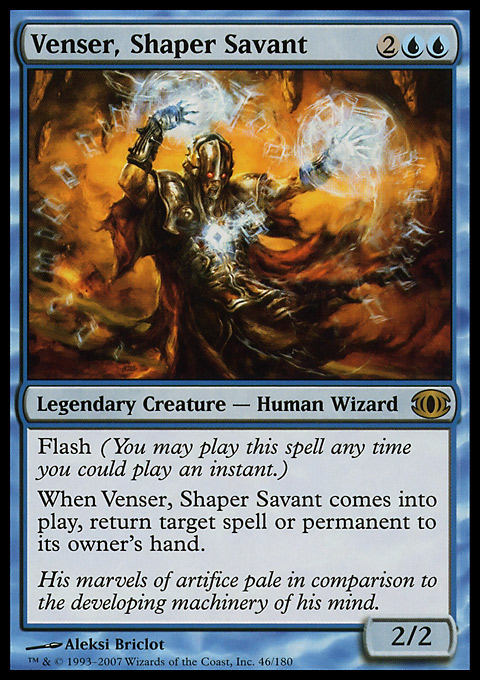 Venser, Shaper Savant 2
Legendary Creature — Human Wizard
Flash (You may play this spell any time
you could play an instant.)
When Venser, Shaper Savant comes into
play, return target spell or permanent to
its owner's hand.
His marvels of artifice pale in comparison to
the developing machinery of his mind.
Aleksi Briclot
2/2
™ & © 1993–2007 Wizards of the Coast, Inc. 46/180